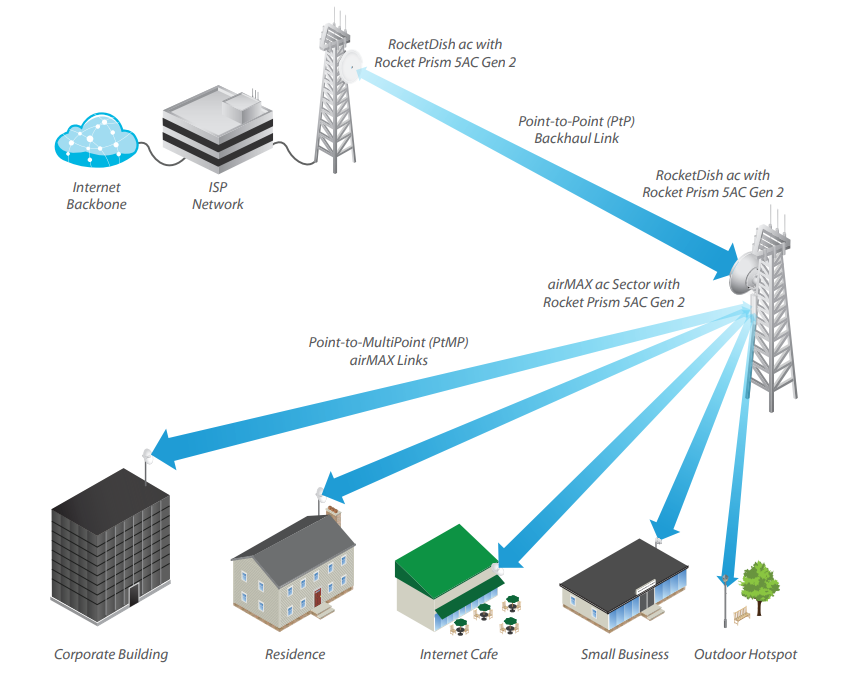 RocketDish ac with
Rocket Prism 5AC Gen 2
Point-to-Point (PtP)
Backhaul Link
Internet
Backbone
ISP
Network
RocketDish ac with
Rocket Prism 5AC Gen 2
airMAX ac Sector with
Rocket Prism 5AC Gen 2
Point-to-MultiPoint (PtMP)
airMAX Links
Corporate Building
Residence
Internet Cafe
Small Business
Outdoor Hotspot